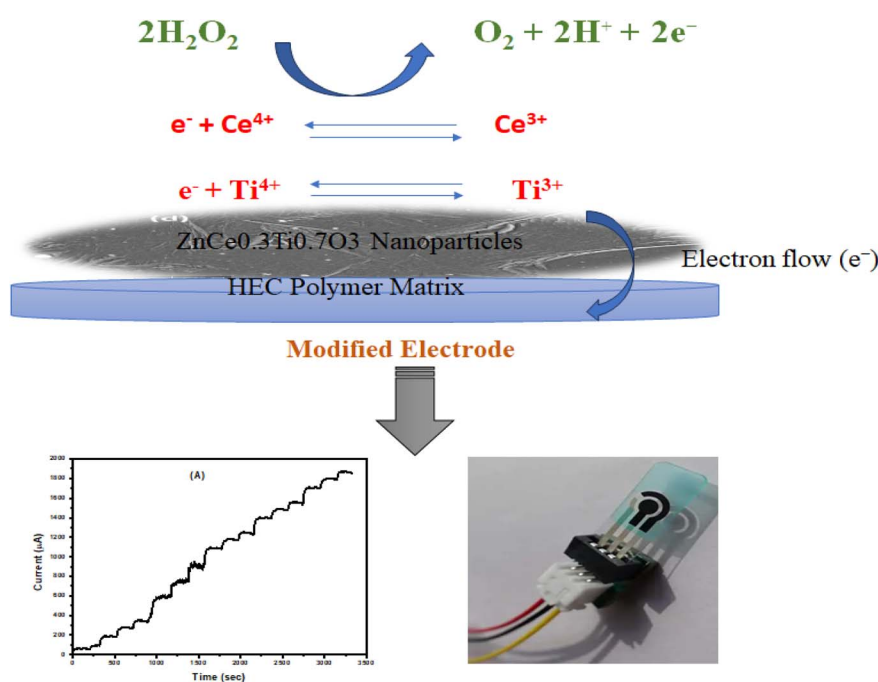 2H₂O₂ O₂ + 2H⁺ + 2e⁻
e⁻ + Ce⁴⁺ Ce³⁺
e⁻ + Ti⁴⁺ Ti³⁺
(d)
ZnCe0.3Ti0.7O3 Nanoparticles
Electron flow (e⁻)
HEC Polymer Matrix
Modified Electrode
(A)
2000
1800
1600
1400
1200
1000
800
600
400
200
0
Current (µA)
0 500 1000 1500 2000 2500 3000 3500
Time (sec)